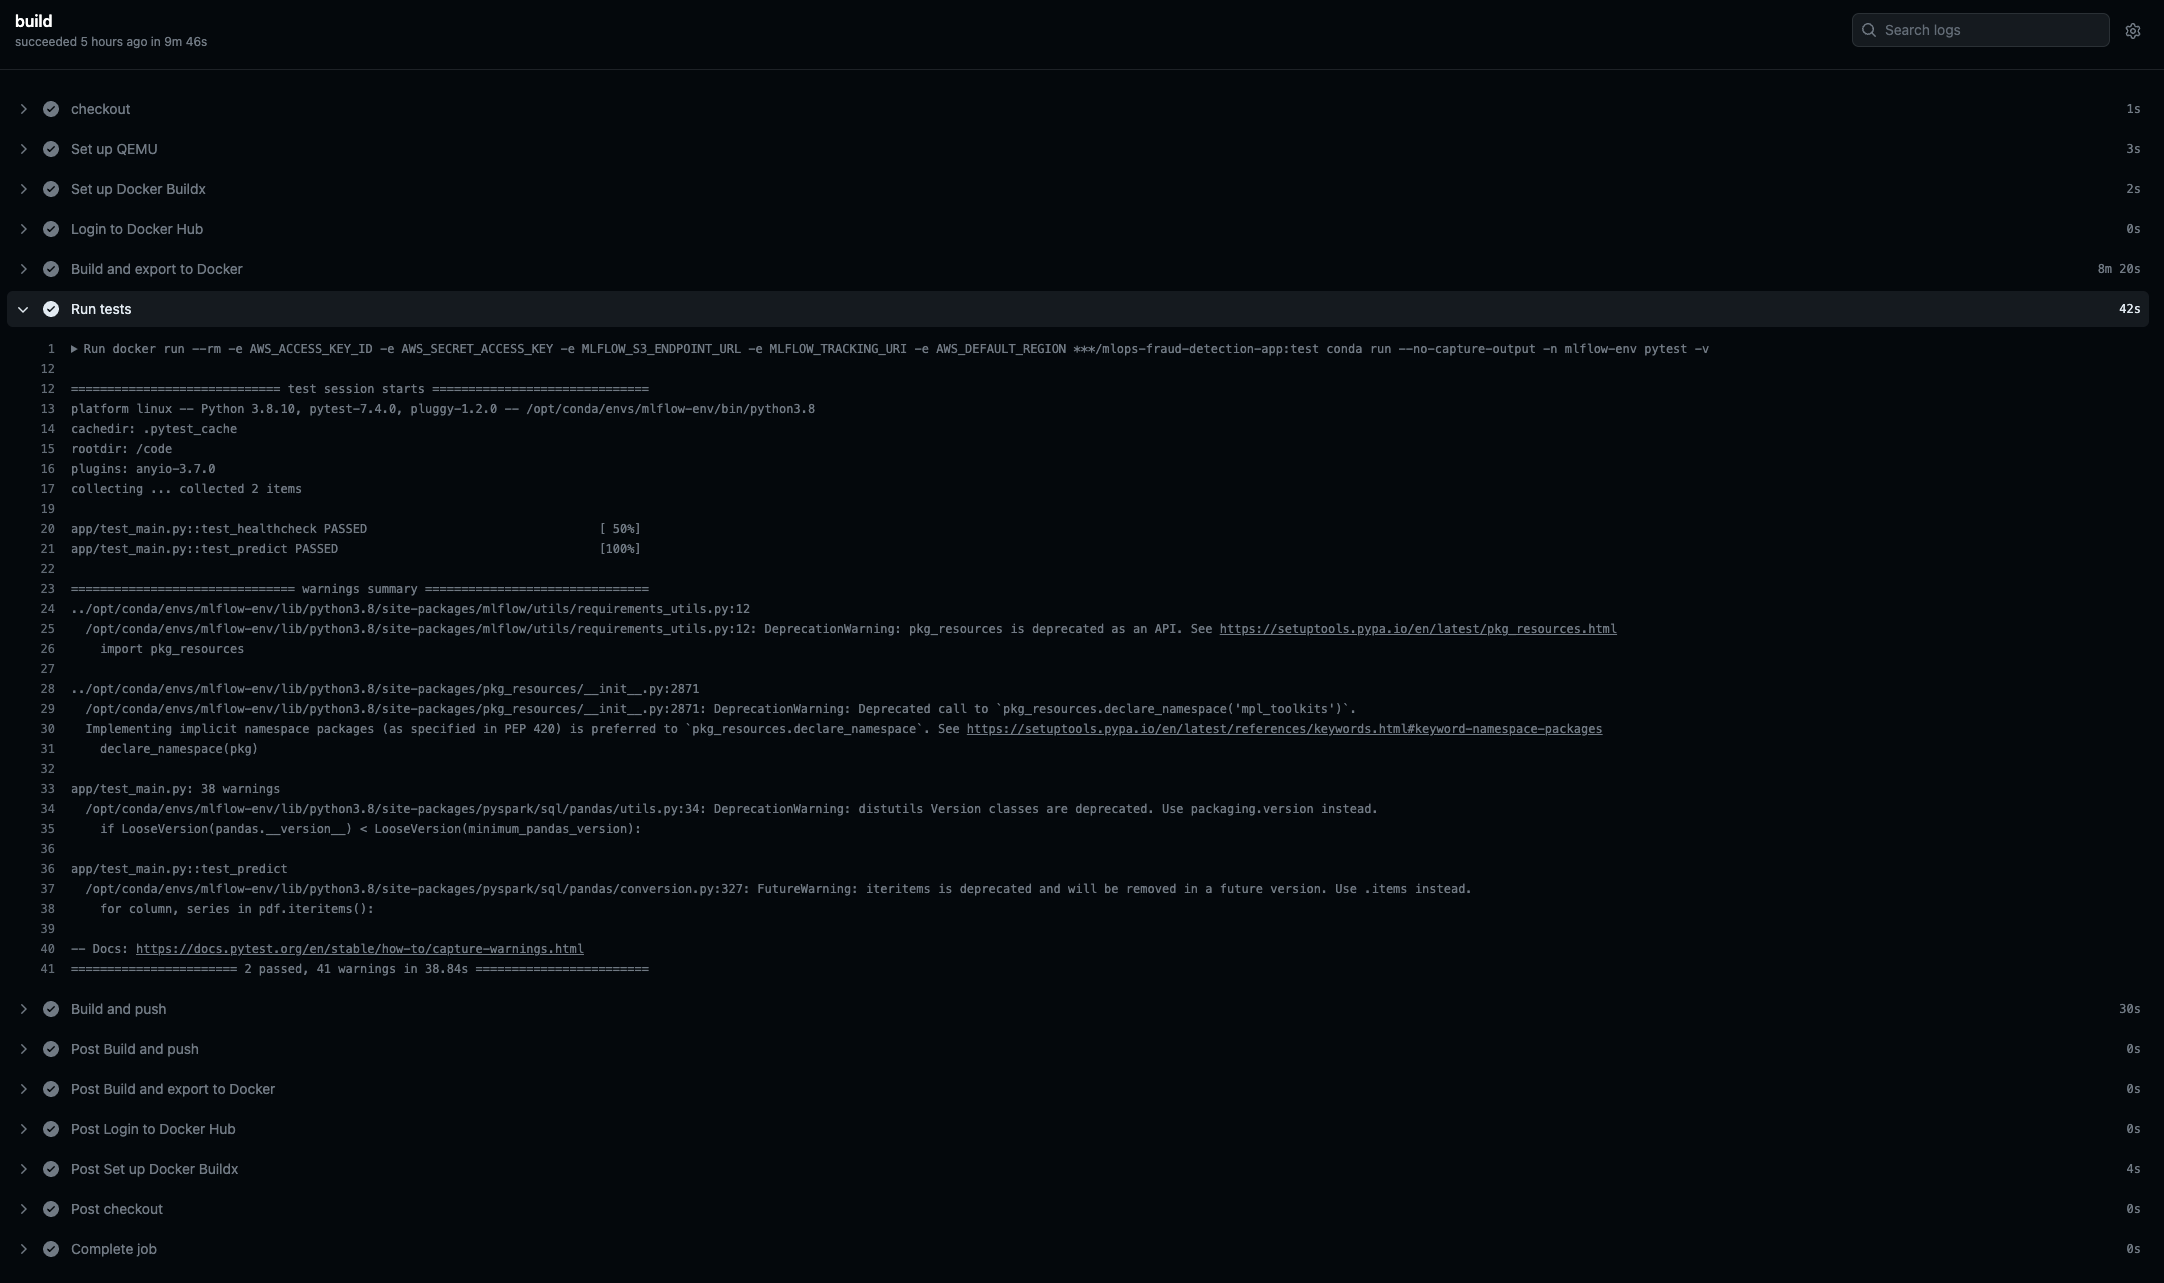 build
succeeded 5 hours ago in 9m 46s
Search logs
checkout 1s
Set up QEMU 3s
Set up Docker Buildx 2s
Login to Docker Hub 0s
Build and export to Docker 8m 20s
Run tests 42s
1 ▶ Run docker run --rm -e AWS_ACCESS_KEY_ID -e AWS_SECRET_ACCESS_KEY -e MLFLOW_S3_ENDPOINT_URL -e MLFLOW_TRACKING_URI -e AWS_DEFAULT_REGION ***/mlops-fraud-detection-app:test conda run --no-capture-output -n mlflow-env pytest -v
12
12 ============================= test session starts ==============================
13 platform linux -- Python 3.8.10, pytest-7.4.0, pluggy-1.2.0 -- /opt/conda/envs/mlflow-env/bin/python3.8
14 cachedir: .pytest_cache
15 rootdir: /code
16 plugins: anyio-3.7.0
17 collecting ... collected 2 items
19
20 app/test_main.py::test_healthcheck PASSED [ 50%]
21 app/test_main.py::test_predict PASSED [100%]
22
23 =============================== warnings summary ===============================
24 ../opt/conda/envs/mlflow-env/lib/python3.8/site-packages/mlflow/utils/requirements_utils.py:12
25 /opt/conda/envs/mlflow-env/lib/python3.8/site-packages/mlflow/utils/requirements_utils.py:12: DeprecationWarning: pkg_resources is deprecated as an API. See https://setuptools.pypa.io/en/latest/pkg_resources.html
26 import pkg_resources
27
28 ../opt/conda/envs/mlflow-env/lib/python3.8/site-packages/pkg_resources/__init__.py:2871
29 /opt/conda/envs/mlflow-env/lib/python3.8/site-packages/pkg_resources/__init__.py:2871: DeprecationWarning: Deprecated call to `pkg_resources.declare_namespace('mpl_toolkits')`.
30 Implementing implicit namespace packages (as specified in PEP 420) is preferred to `pkg_resources.declare_namespace`. See https://setuptools.pypa.io/en/latest/references/keywords.html#keyword-namespace-packages
31 declare_namespace(pkg)
32
33 app/test_main.py: 38 warnings
34 /opt/conda/envs/mlflow-env/lib/python3.8/site-packages/pyspark/sql/pandas/utils.py:34: DeprecationWarning: distutils Version classes are deprecated. Use packaging.version instead.
35 if LooseVersion(pandas.__version__) < LooseVersion(minimum_pandas_version):
36
36 app/test_main.py::test_predict
37 /opt/conda/envs/mlflow-env/lib/python3.8/site-packages/pyspark/sql/pandas/conversion.py:327: FutureWarning: iteritems is deprecated and will be removed in a future version. Use .items instead.
38 for column, series in pdf.iteritems():
39
40 -- Docs: https://docs.pytest.org/en/stable/how-to/capture-warnings.html
41 ======================= 2 passed, 41 warnings in 38.84s ========================
Build and push 30s
Post Build and push 0s
Post Build and export to Docker 0s
Post Login to Docker Hub 0s
Post Set up Docker Buildx 4s
Post checkout 0s
Complete job 0s